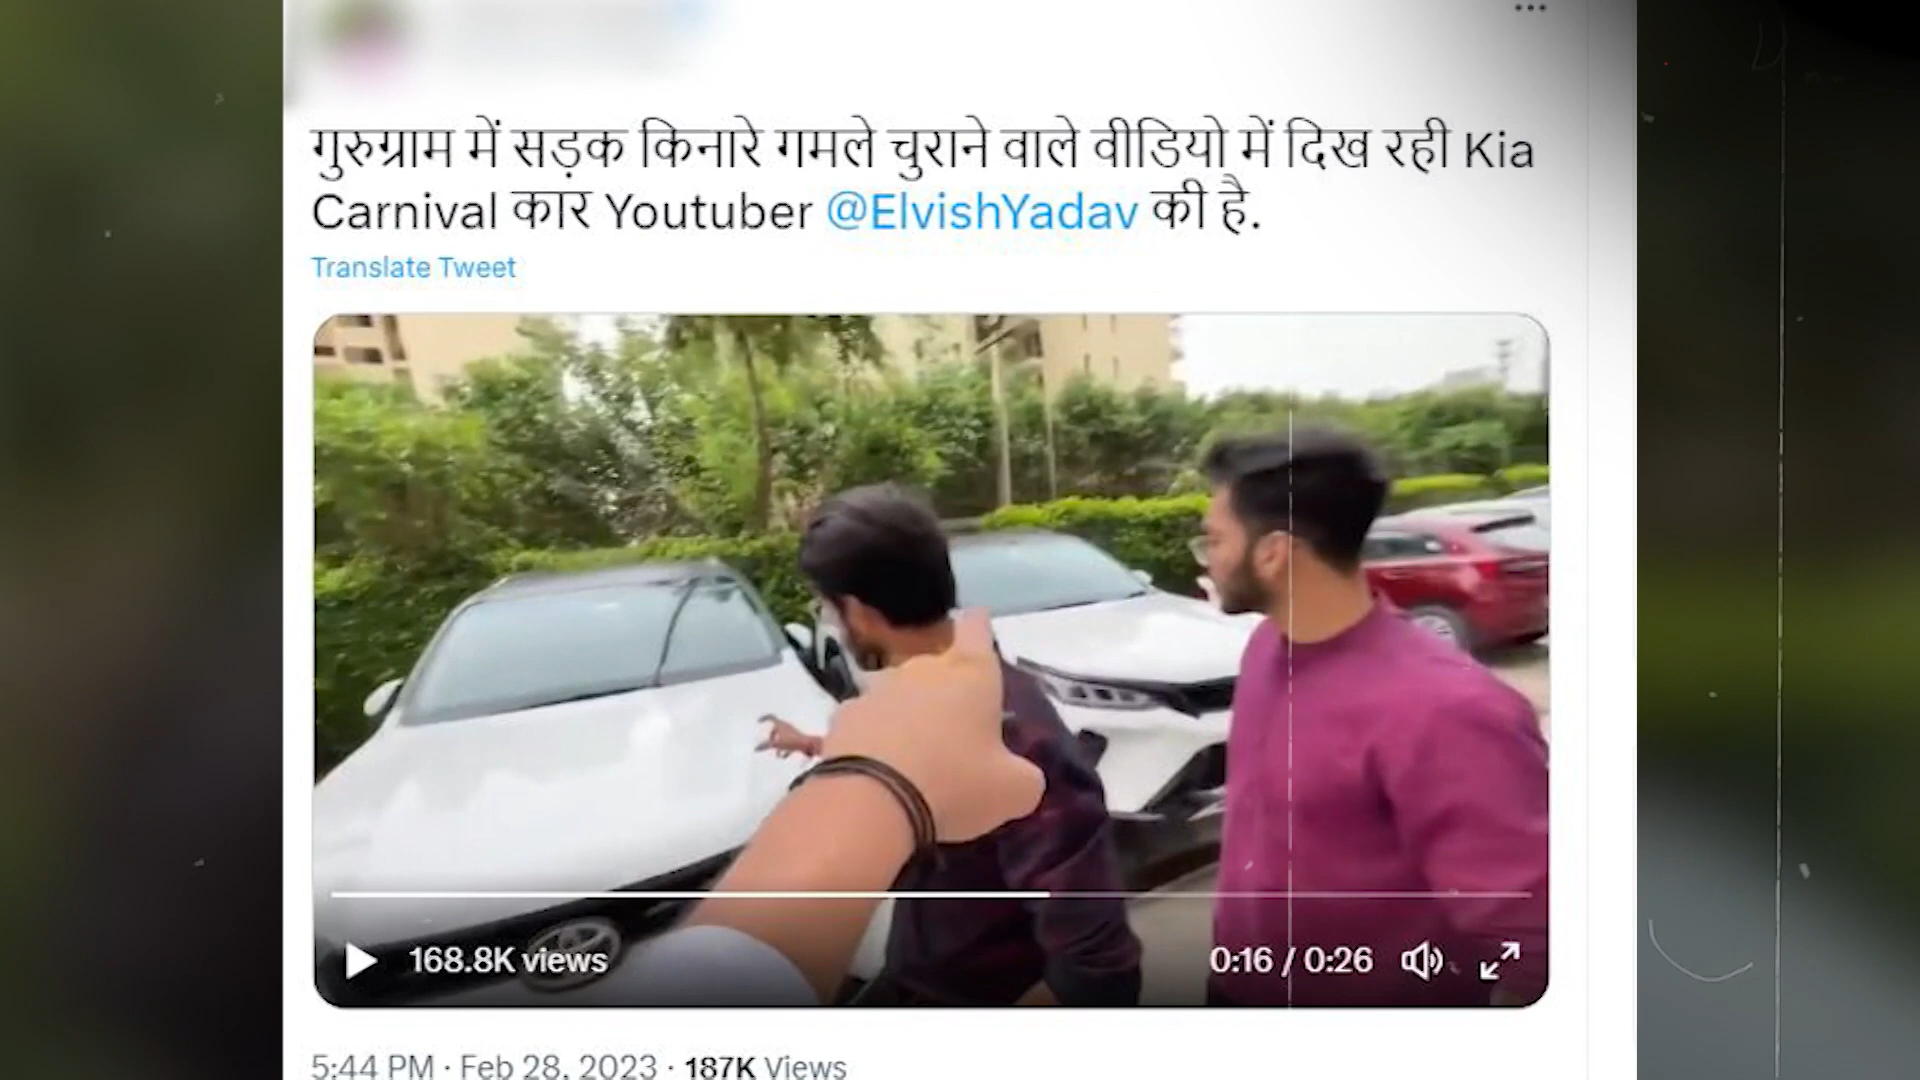 गुरुग्राम में सड़क किनारे गमले चुराने वाले वीडियो में दिख रही Kia
Carnival कार Youtuber @ElvishYadav की है.
Translate Tweet
168.8K views
0:16 / 0:26
5:44 PM · Feb 28, 2023 · 187K Views